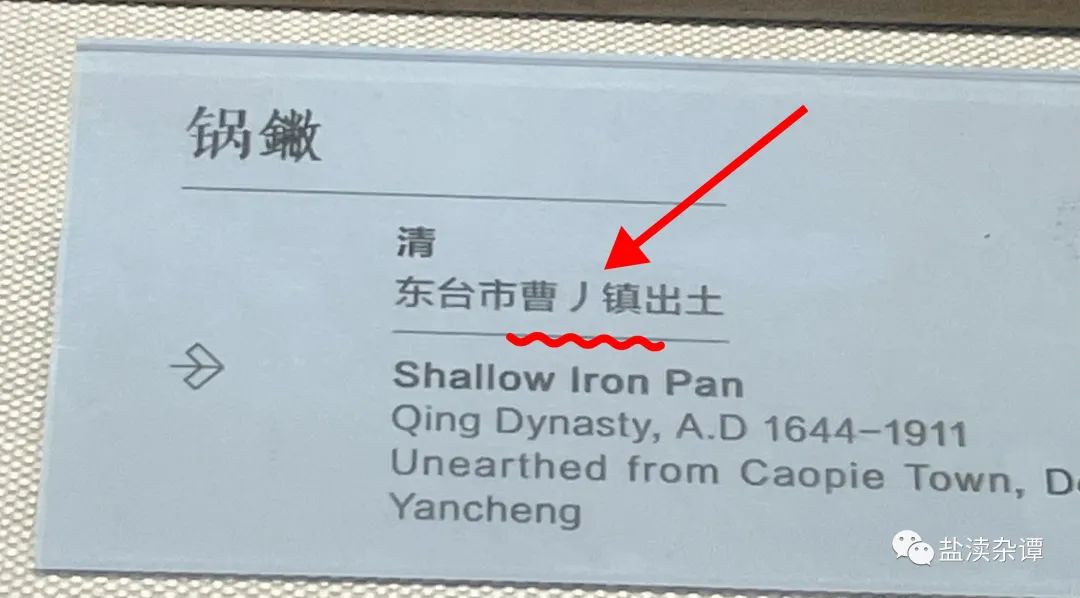 锅鐅
清
东台市曹丿镇出土
Shallow Iron Pan
Qing Dynasty, A.D 1644-1911
Unearthed from Caopie Town,
Yancheng
盐渎杂谭